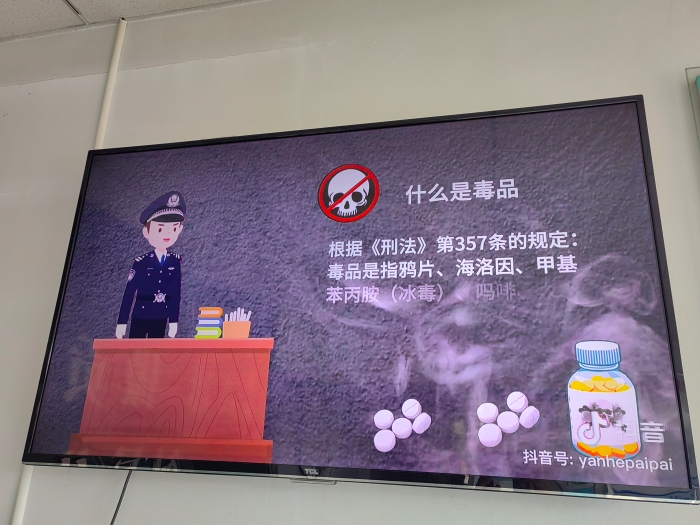 什么是毒品
根据《刑法》第357条的规定：
毒品是指鸦片、海洛因、甲基
苯丙胺（冰毒）、吗啡
音
抖音号: yanhepaipai
TCL